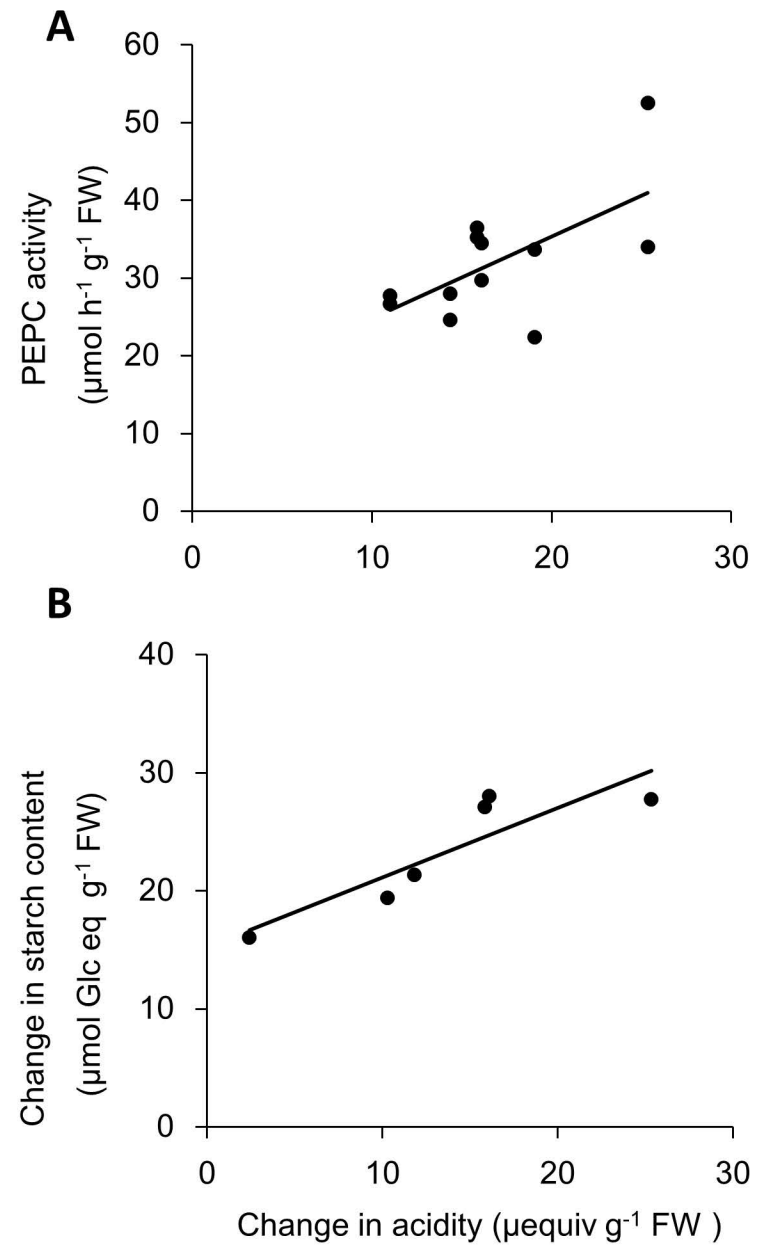 A
60
50
40
30
20
10
0
PEPC activity
(µmol h⁻¹ g⁻¹ FW)
0 10 20 30
B
40
30
20
10
0
Change in starch content
(µmol Glc eq g⁻¹ FW)
0 10 20 30
Change in acidity (µequiv g⁻¹ FW )